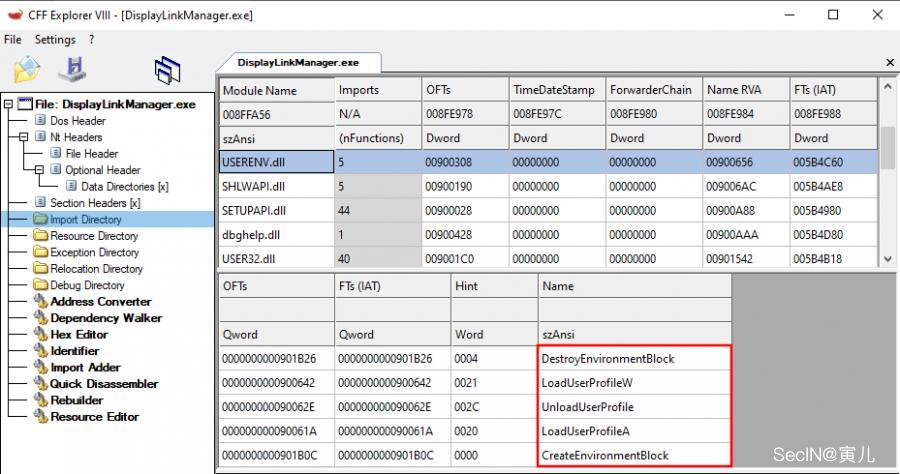 CFF Explorer VIII - [DisplayLinkManager.exe]
File Settings ?
DisplayLinkManager.exe
File: DisplayLinkManager.exe
Dos Header
Nt Headers
File Header
Optional Header
Data Directories [x]
Section Headers [x]
Import Directory
Resource Directory
Exception Directory
Relocation Directory
Debug Directory
Address Converter
Dependency Walker
Hex Editor
Identifier
Import Adder
Quick Disassembler
Rebuilder
Resource Editor
Module Name Imports OFTs TimeDateStamp ForwarderChain Name RVA FTs (IAT)
008FFA56 N/A 008FE978 008FE97C 008FE980 008FE984 008FE988
szAnsi (nFunctions) Dword Dword Dword Dword Dword
USERENV.dll 5 00900308 00000000 00000000 00900656 005B4C60
SHLWAPI.dll 5 00900190 00000000 00000000 009006AC 005B4AE8
SETUPAPI.dll 44 00900028 00000000 00000000 00900A88 005B4980
dbghelp.dll 1 00900428 00000000 00000000 00900AAA 005B4D80
USER32.dll 40 009001C0 00000000 00000000 00901542 005B4B18
OFTs FTs (IAT) Hint Name
Qword Qword Word szAnsi
0000000000901B26 0000000000901B26 0004 DestroyEnvironmentBlock
0000000000900642 0000000000900642 0021 LoadUserProfileW
000000000090062E 000000000090062E 002C UnloadUserProfile
000000000090061A 000000000090061A 0020 LoadUserProfileA
0000000000901B0C 0000000000901B0C 0000 CreateEnvironmentBlock
SecIN@寅儿